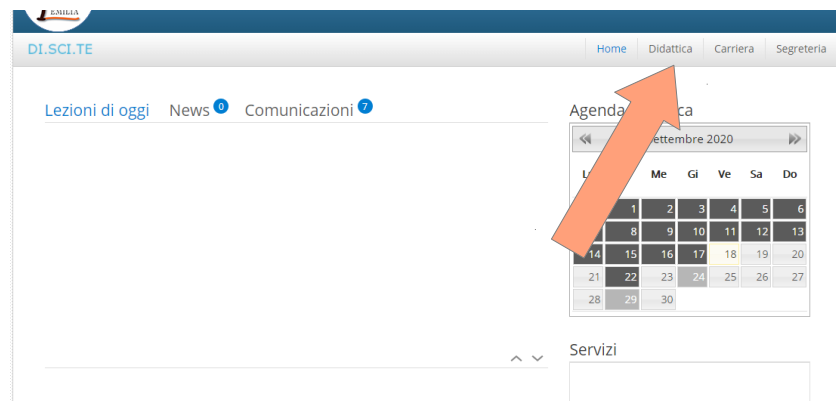 EMILIA
DI.SCI.TE
Home Didattica Carriera Segreteria
Lezioni di oggi News 0 Comunicazioni 7
Agenda ca
ettembre 2020
Me Gi Ve Sa Do
1 2 3 4 5 6
8 9 10 11 12 13
14 15 16 17 18 19 20
21 22 23 24 25 26 27
28 29 30
Servizi